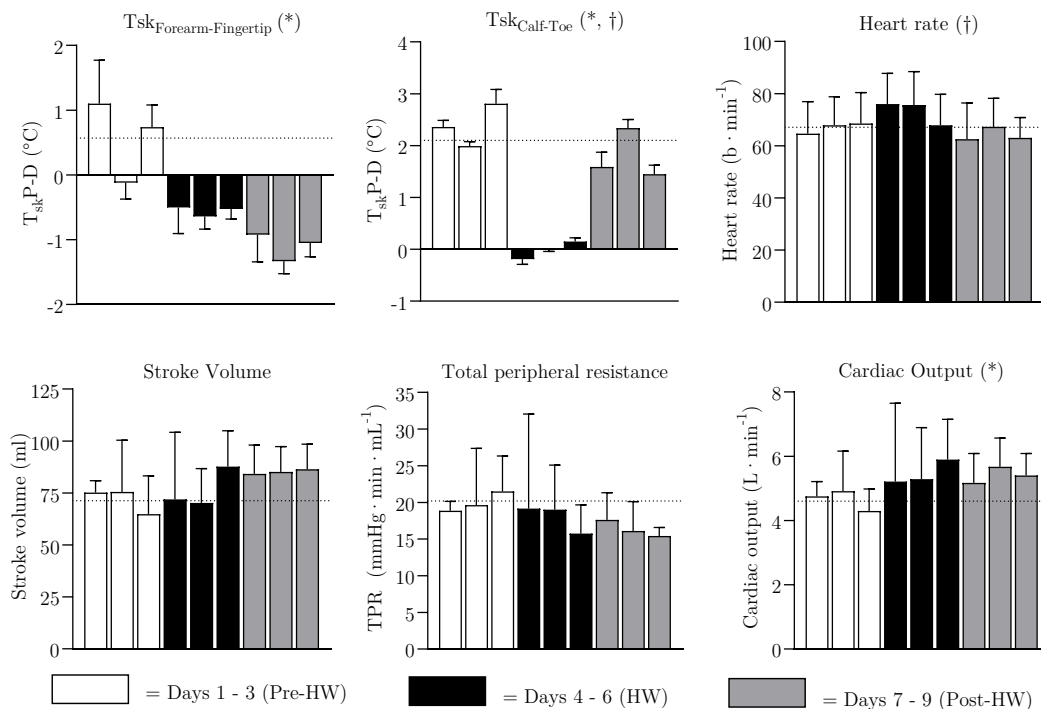 Tsk Forearm-Fingertip (*)
2
1
0
-1
-2
TskP-D (°C)
Tsk Calf-Toe (*, †)
4
3
2
1
0
-1
TskP-D (°C)
Heart rate (†)
100
80
60
40
20
0
Heart rate (b · min-1)
Stroke Volume
125
100
75
50
25
0
Stroke volume (ml)
Total peripheral resistance
35
30
25
20
15
10
5
0
TPR (mmHg · min · mL-1)
Cardiac Output (*)
8
6
4
2
0
Cardiac output (L · min-1)
= Days 1 - 3 (Pre-HW)
= Days 4 - 6 (HW)
= Days 7 - 9 (Post-HW)